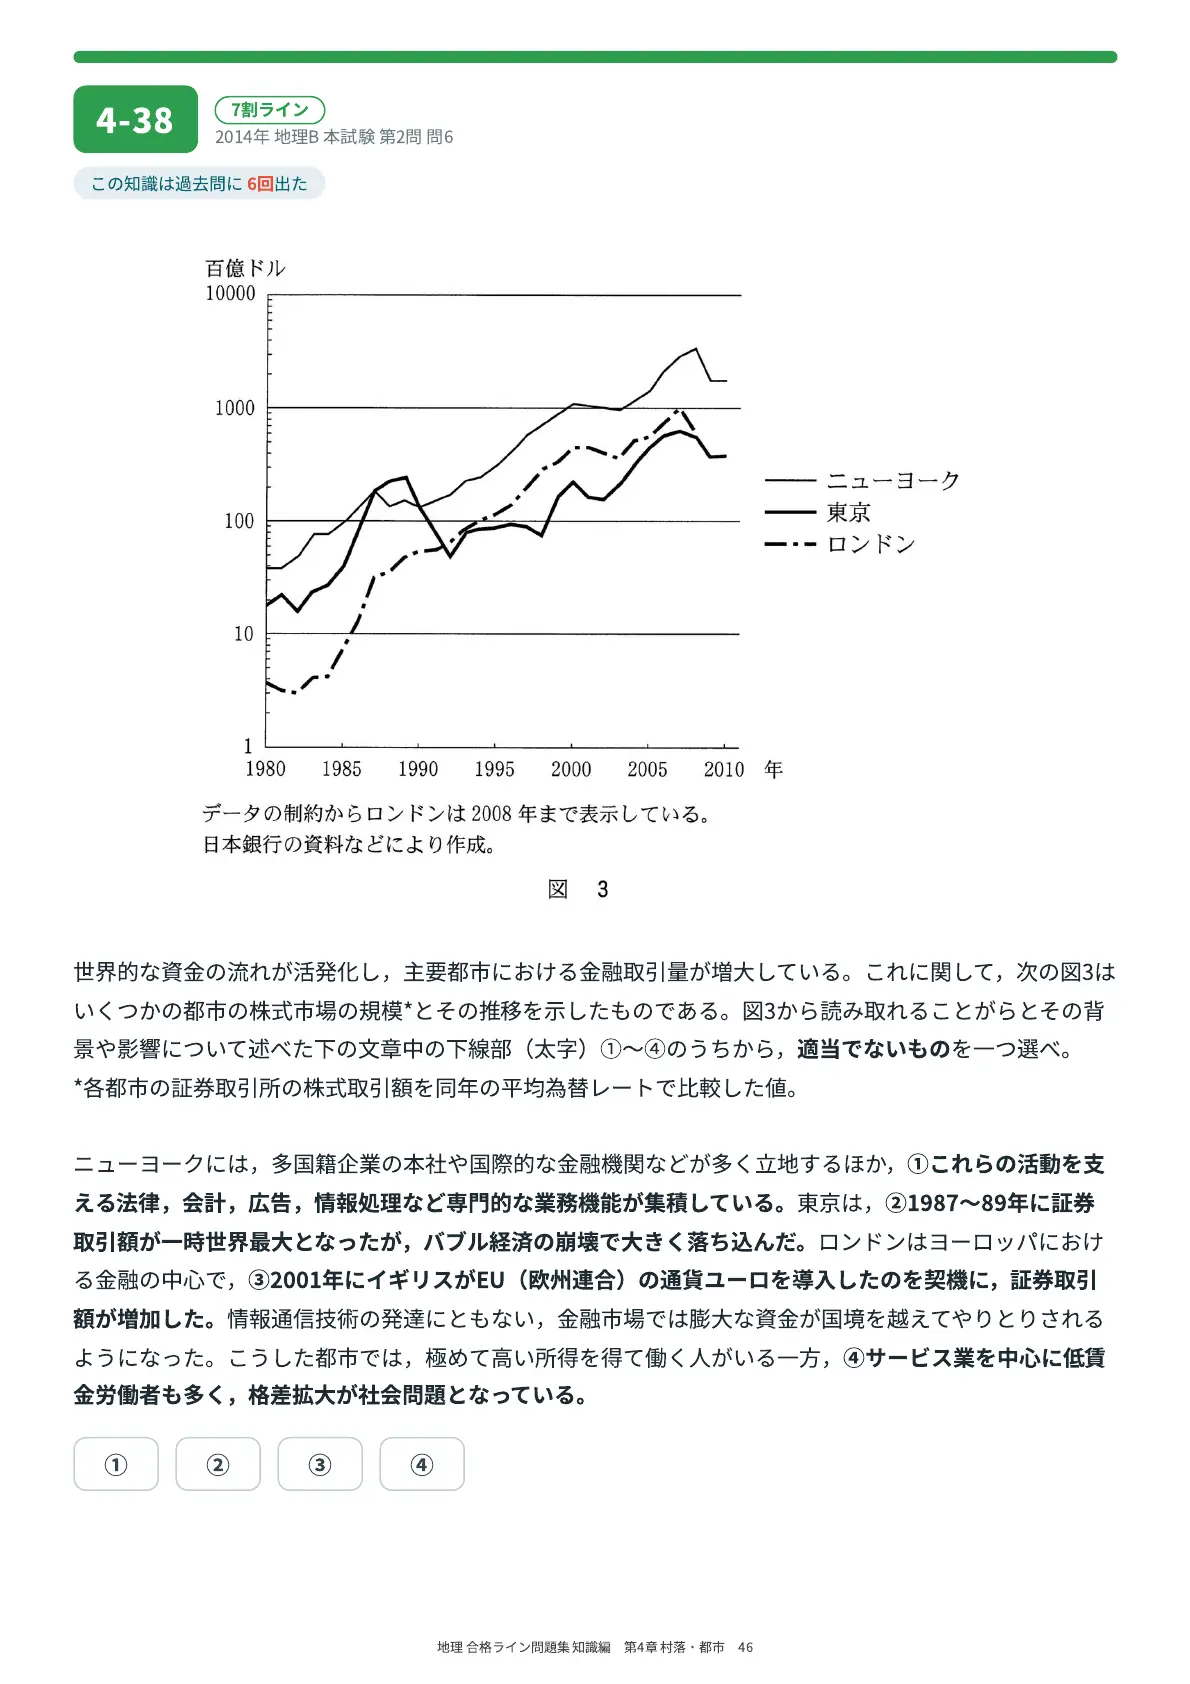 4-38
7割ライン
2014年 地理B 本試験 第2問 問6
この知識は過去問に 6回出た
百億ドル
10000
1000
100
10
1
1980 1985 1990 1995 2000 2005 2010 年
ニューヨーク
東京
ロンドン
データの制約からロンドンは 2008 年まで表示している。
日本銀行の資料などにより作成。
図 3
世界的な資金の流れが活発化し，主要都市における金融取引量が増大している。これに関して，次の図3は
いくつかの都市の株式市場の規模*とその推移を示したものである。図3から読み取れることがらとその背
景や影響について述べた下の文章中の下線部（太字）①～④のうちから，適当でないものを一つ選べ。
*各都市の証券取引所の株式取引額を同年の平均為替レートで比較した値。
ニューヨークには，多国籍企業の本社や国際的な金融機関などが多く立地するほか，①これらの活動を支
える法律，会計，広告，情報処理など専門的な業務機能が集積している。東京は，②1987～89年に証券
取引額が一時世界最大となったが，バブル経済の崩壊で大きく落ち込んだ。ロンドンはヨーロッパにおけ
る金融の中心で，③2001年にイギリスがEU（欧州連合）の通貨ユーロを導入したのを契機に，証券取引
額が増加した。情報通信技術の発達にともない，金融市場では膨大な資金が国境を越えてやりとりされる
ようになった。こうした都市では，極めて高い所得を得て働く人がいる一方，④サービス業を中心に低賃
金労働者も多く，格差拡大が社会問題となっている。
① ② ③ ④
地理 合格ライン問題集 知識編 第4章 村落・都市 46